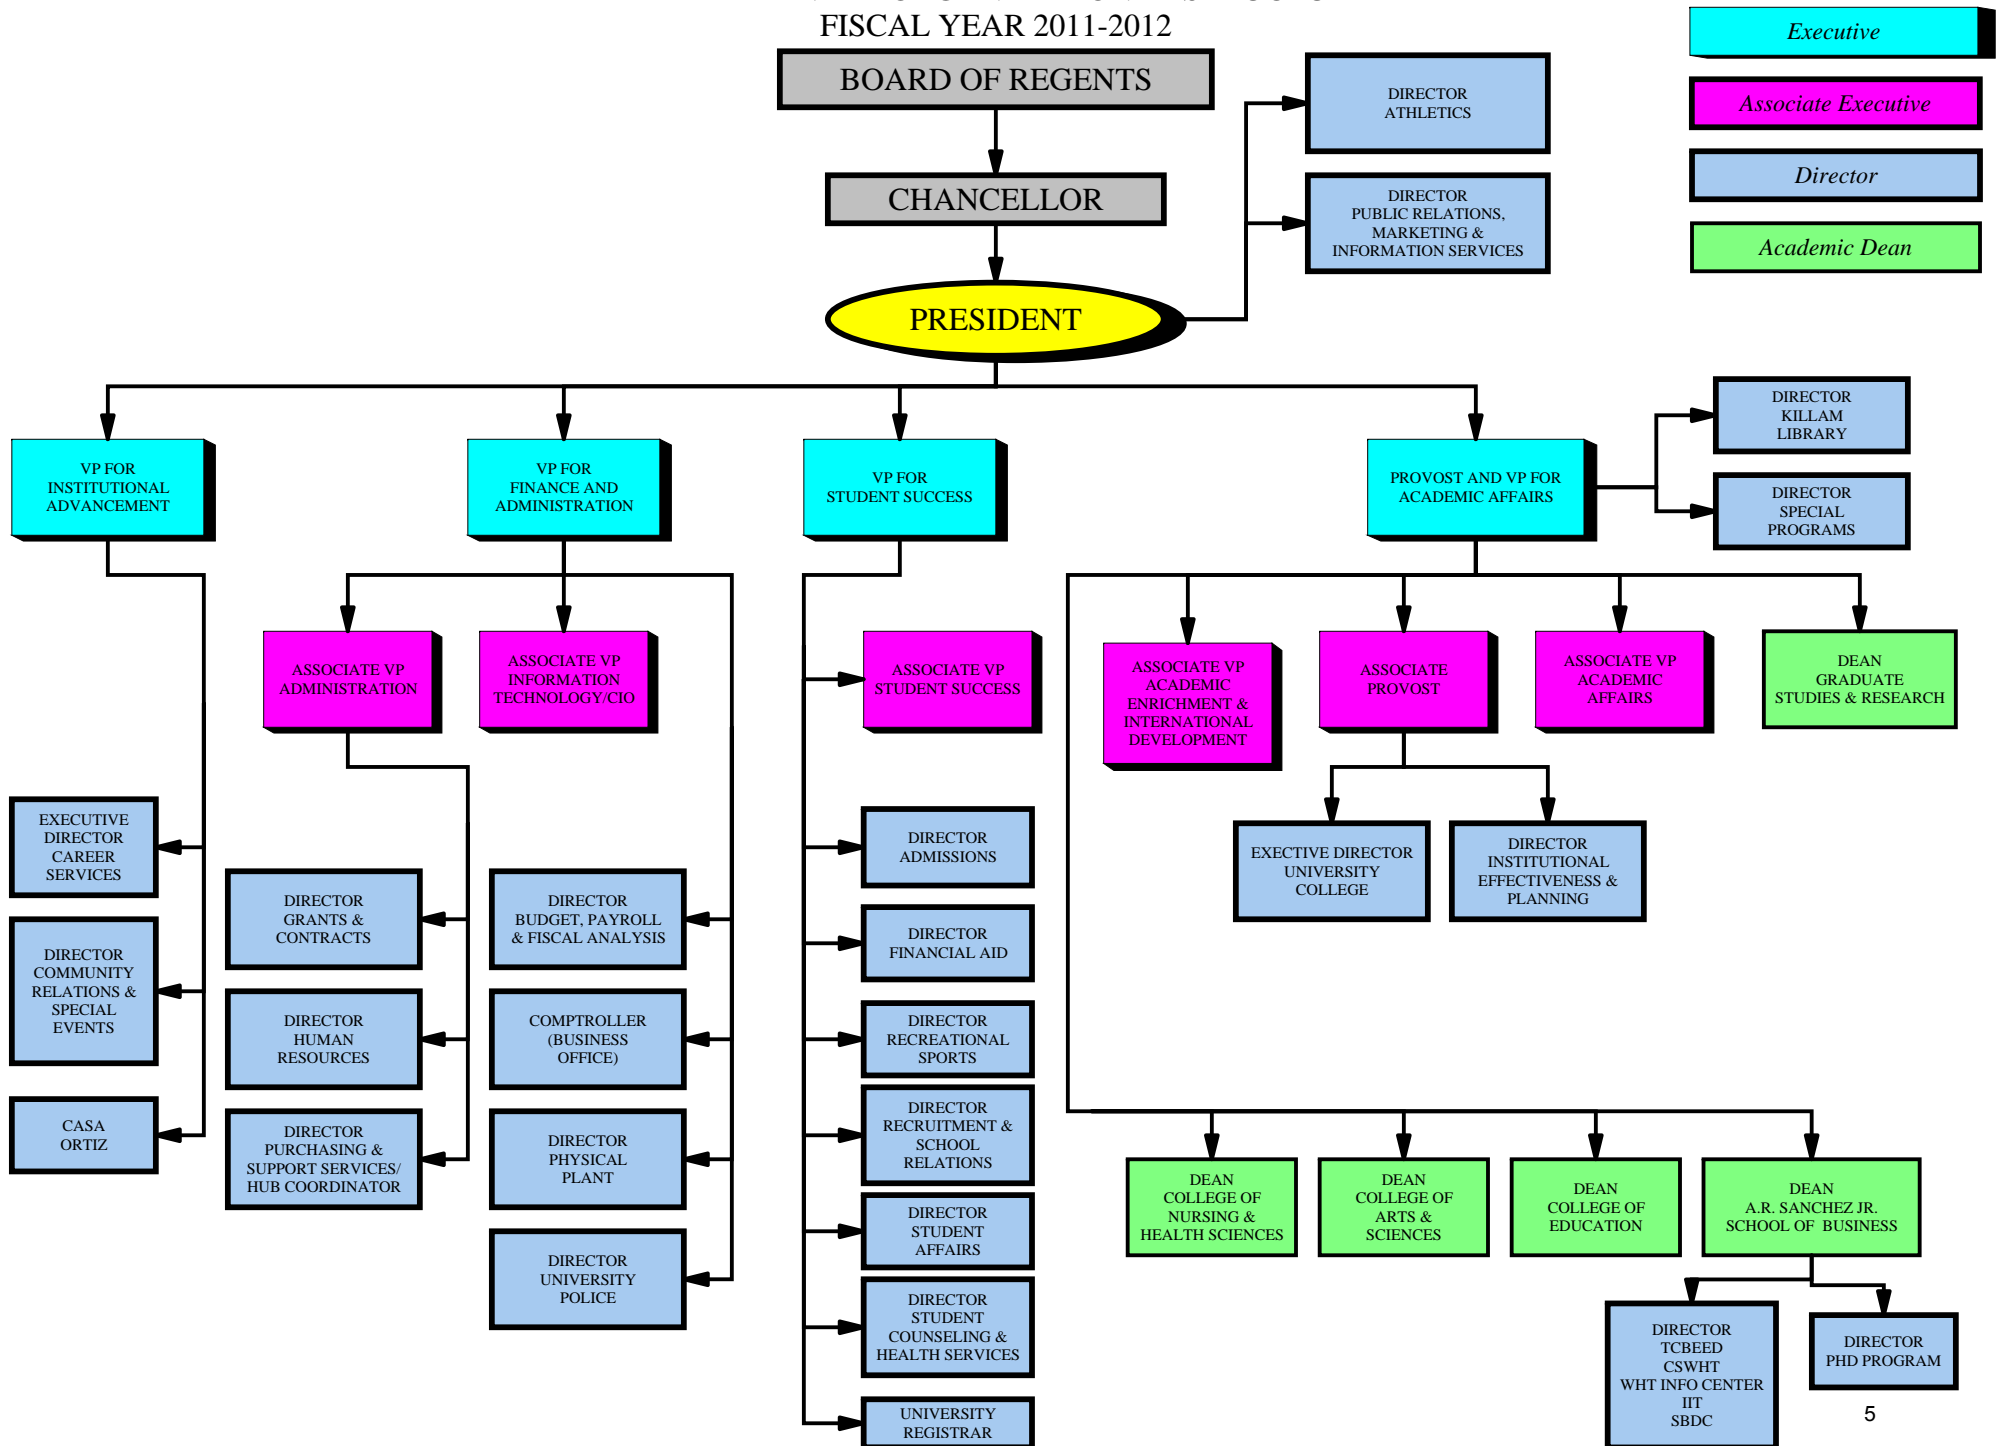 FISCAL YEAR 2011-2012
BOARD OF REGENTS
CHANCELLOR
PRESIDENT
DIRECTOR
ATHLETICS
DIRECTOR
PUBLIC RELATIONS,
MARKETING &
INFORMATION SERVICES
Executive
Associate Executive
Director
Academic Dean
VP FOR
INSTITUTIONAL
ADVANCEMENT
VP FOR
FINANCE AND
ADMINISTRATION
VP FOR
STUDENT SUCCESS
PROVOST AND VP FOR
ACADEMIC AFFAIRS
DIRECTOR
KILLAM
LIBRARY
DIRECTOR
SPECIAL
PROGRAMS
ASSOCIATE VP
ADMINISTRATION
ASSOCIATE VP
INFORMATION
TECHNOLOGY/CIO
ASSOCIATE VP
STUDENT SUCCESS
ASSOCIATE VP
ACADEMIC
ENRICHMENT &
INTERNATIONAL
DEVELOPMENT
ASSOCIATE
PROVOST
ASSOCIATE VP
ACADEMIC
AFFAIRS
DEAN
GRADUATE
STUDIES & RESEARCH
EXECUTIVE
DIRECTOR
CAREER
SERVICES
DIRECTOR
COMMUNITY
RELATIONS &
SPECIAL
EVENTS
CASA
ORTIZ
DIRECTOR
GRANTS &
CONTRACTS
DIRECTOR
HUMAN
RESOURCES
DIRECTOR
PURCHASING &
SUPPORT SERVICES/
HUB COORDINATOR
DIRECTOR
BUDGET, PAYROLL
& FISCAL ANALYSIS
COMPTROLLER
(BUSINESS
OFFICE)
DIRECTOR
PHYSICAL
PLANT
DIRECTOR
UNIVERSITY
POLICE
DIRECTOR
ADMISSIONS
DIRECTOR
FINANCIAL AID
DIRECTOR
RECREATIONAL
SPORTS
DIRECTOR
RECRUITMENT &
SCHOOL
RELATIONS
DIRECTOR
STUDENT
AFFAIRS
DIRECTOR
STUDENT
COUNSELING &
HEALTH SERVICES
UNIVERSITY
REGISTRAR
EXECTIVE DIRECTOR
UNIVERSITY
COLLEGE
DIRECTOR
INSTITUTIONAL
EFFECTIVENESS &
PLANNING
DEAN
COLLEGE OF
NURSING &
HEALTH SCIENCES
DEAN
COLLEGE OF
ARTS &
SCIENCES
DEAN
COLLEGE OF
EDUCATION
DEAN
A.R. SANCHEZ JR.
SCHOOL OF BUSINESS
DIRECTOR
TCBEED
CSWHT
WHT INFO CENTER
IIT
SBDC
DIRECTOR
PHD PROGRAM
5